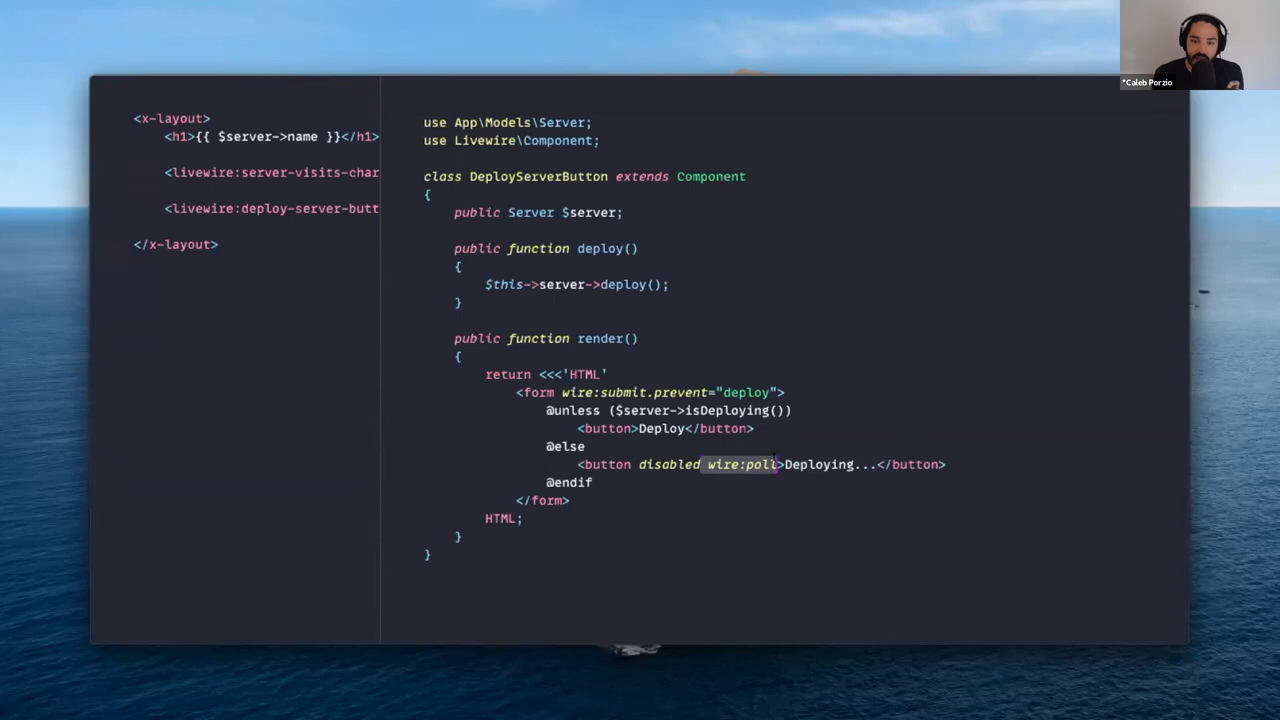 *Caleb Porzio
<x-layout>
<h1>{{ $server->name }}</h1>
<livewire:server-visits-char
<livewire:deploy-server-butt
</x-layout>
use App\Models\Server;
use Livewire\Component;
class DeployServerButton extends Component
{
public Server $server;
public function deploy()
{
$this->server->deploy();
}
public function render()
{
return <<<'HTML'
<form wire:submit.prevent="deploy">
@unless ($server->isDeploying())
<button>Deploy</button>
@else
<button disabled wire:poll>Deploying...</button>
@endif
</form>
HTML;
}
}